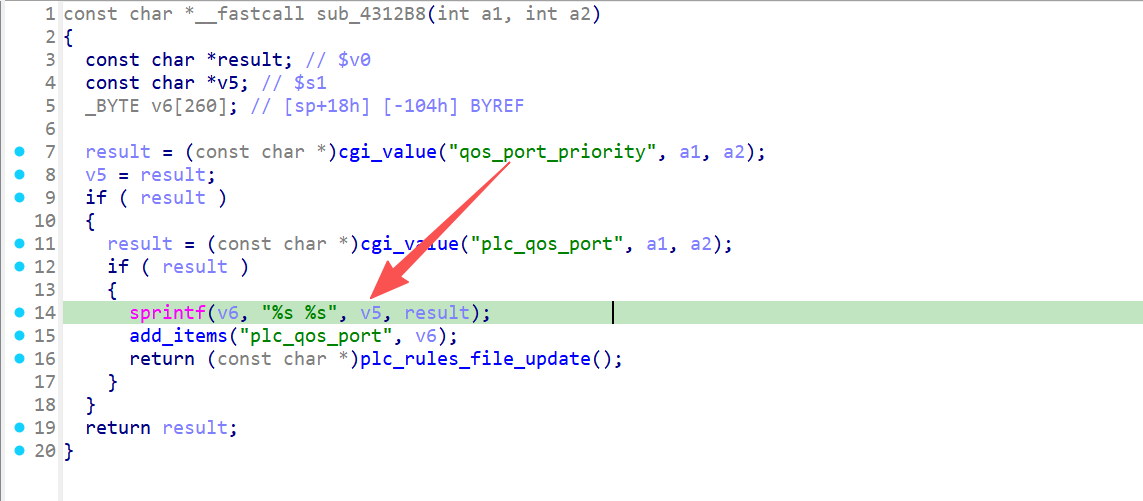 1 const char *__fastcall sub_4312B8(int a1, int a2)
2 {
3   const char *result; // $v0
4   const char *v5; // $s1
5   _BYTE v6[260]; // [sp+18h] [-104h] BYREF
6
7   result = (const char *)cgi_value("qos_port_priority", a1, a2);
8   v5 = result;
9   if ( result )
10   {
11     result = (const char *)cgi_value("plc_qos_port", a1, a2);
12     if ( result )
13     {
14       sprintf(v6, "%s %s", v5, result);
15       add_items("plc_qos_port", v6);
16       return (const char *)plc_rules_file_update();
17     }
18   }
19   return result;
20 }